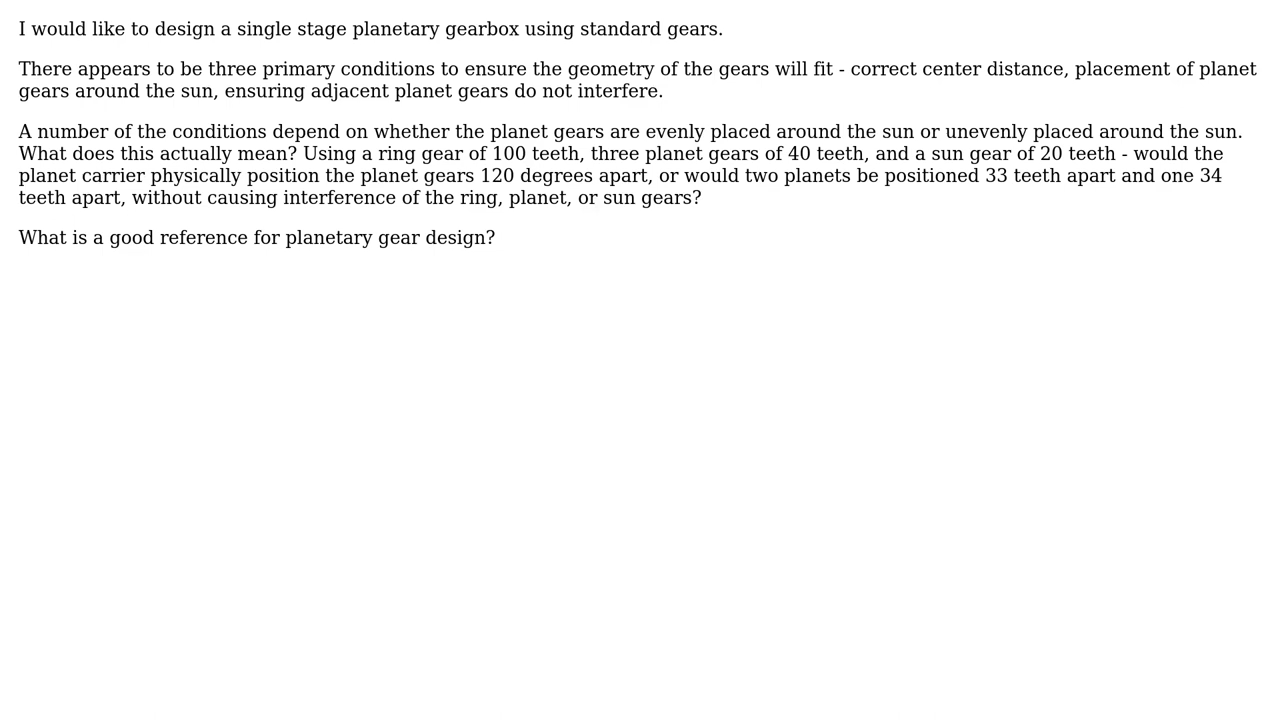 I would like to design a single stage planetary gearbox using standard gears.
There appears to be three primary conditions to ensure the geometry of the gears will fit - correct center distance, placement of planet
gears around the sun, ensuring adjacent planet gears do not interfere.
A number of the conditions depend on whether the planet gears are evenly placed around the sun or unevenly placed around the sun.
What does this actually mean? Using a ring gear of 100 teeth, three planet gears of 40 teeth, and a sun gear of 20 teeth - would the
planet carrier physically position the planet gears 120 degrees apart, or would two planets be positioned 33 teeth apart and one 34
teeth apart, without causing interference of the ring, planet, or sun gears?
What is a good reference for planetary gear design?